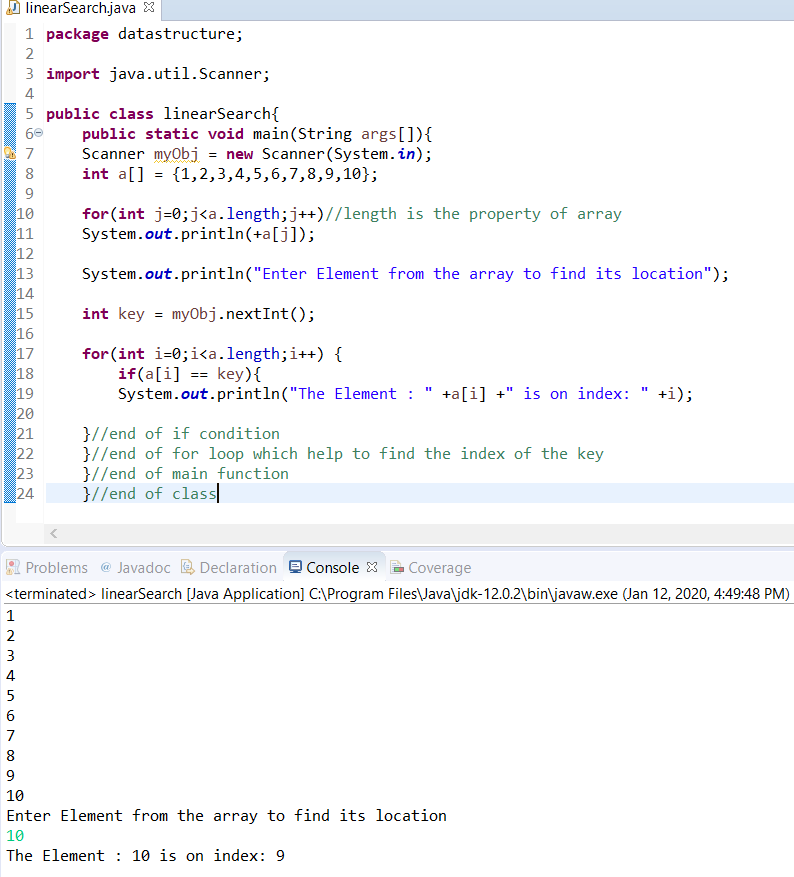 linearSearch.java
1 package datastructure;
2
3 import java.util.Scanner;
4
5 public class linearSearch{
6 public static void main(String args[]){
7 Scanner myObj = new Scanner(System.in);
8 int a[] = {1,2,3,4,5,6,7,8,9,10};
9
10 for(int j=0;j<a.length;j++)//length is the property of array
11 System.out.println(+a[j]);
12
13 System.out.println("Enter Element from the array to find its location");
14
15 int key = myObj.nextInt();
16
17 for(int i=0;i<a.length;i++) {
18 if(a[i] == key){
19 System.out.println("The Element : " +a[i] +" is on index: " +i);
20
21 }//end of if condition
22 }//end of for loop which help to find the index of the key
23 }//end of main function
24 }//end of class
Problems @ Javadoc Declaration Console Coverage
<terminated> linearSearch [Java Application] C:\Program Files\Java\jdk-12.0.2\bin\javaw.exe (Jan 12, 2020, 4:49:48 PM)
1
2
3
4
5
6
7
8
9
10
Enter Element from the array to find its location
10
The Element : 10 is on index: 9